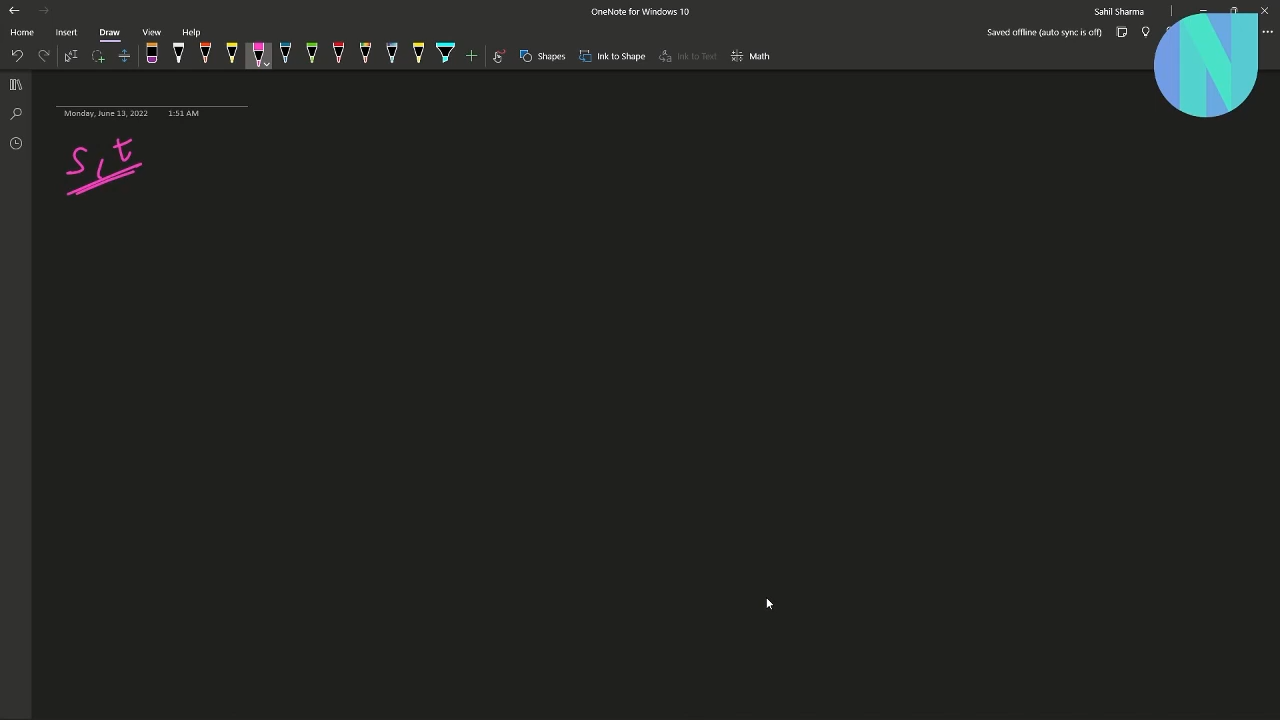 OneNote for Windows 10
Sahil Sharma
Home Insert Draw View Help
Saved offline (auto sync is off)
Shapes Ink to Shape Ink to Text Math
Monday, June 13, 2022 1:51 AM
s, t